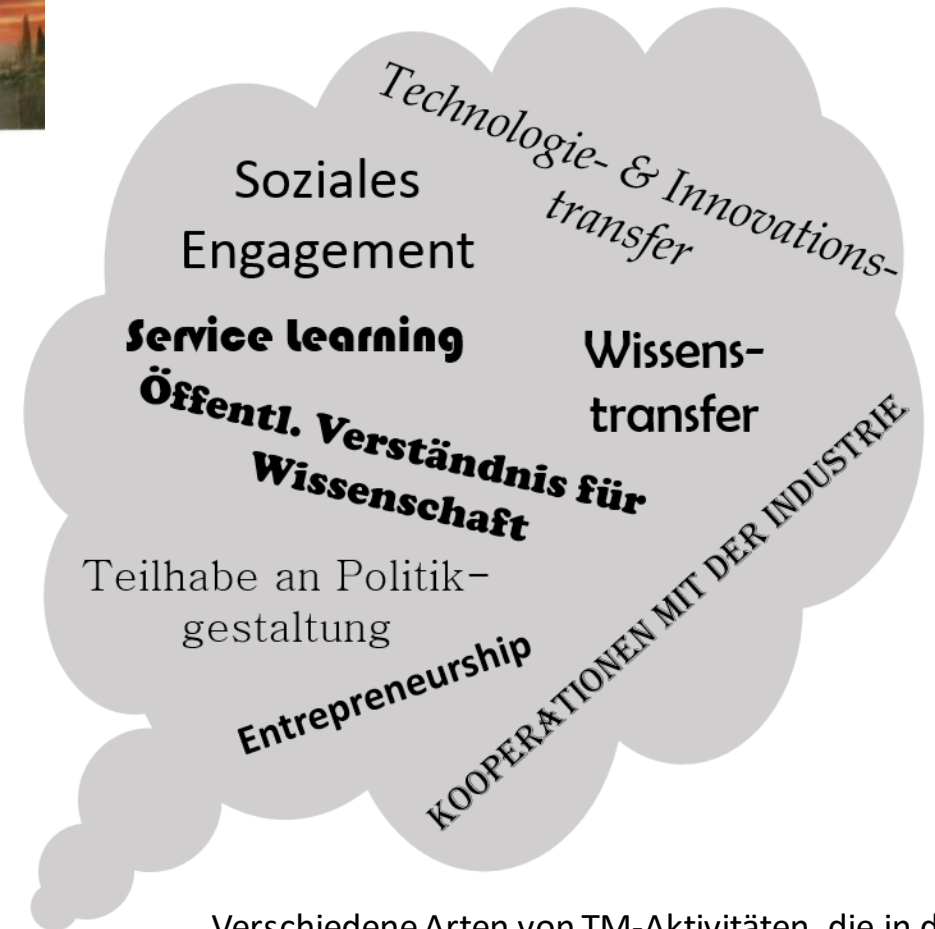 Technologie- & Innovations-
transfer
Soziales
Engagement
Service Learning
Wissens-
transfer
Öffentl. Verständnis für
Wissenschaft
Teilhabe an Politik-
gestaltung
Entrepreneurship
KOOPERATIONEN MIT DER INDUSTRIE
Verschiedene Arten von TM-Aktivitäten, die in d